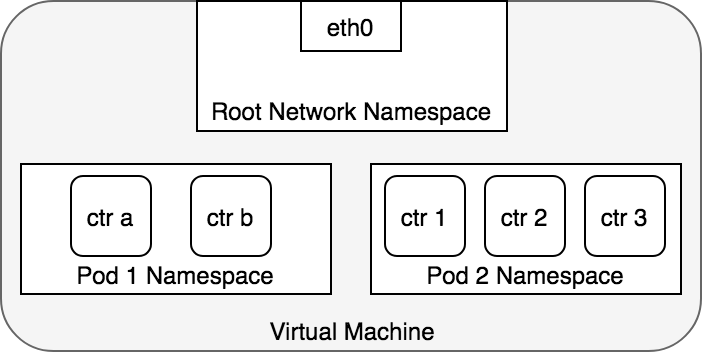 eth0
Root Network Namespace
ctr a
ctr b
Pod 1 Namespace
ctr 1
ctr 2
ctr 3
Pod 2 Namespace
Virtual Machine